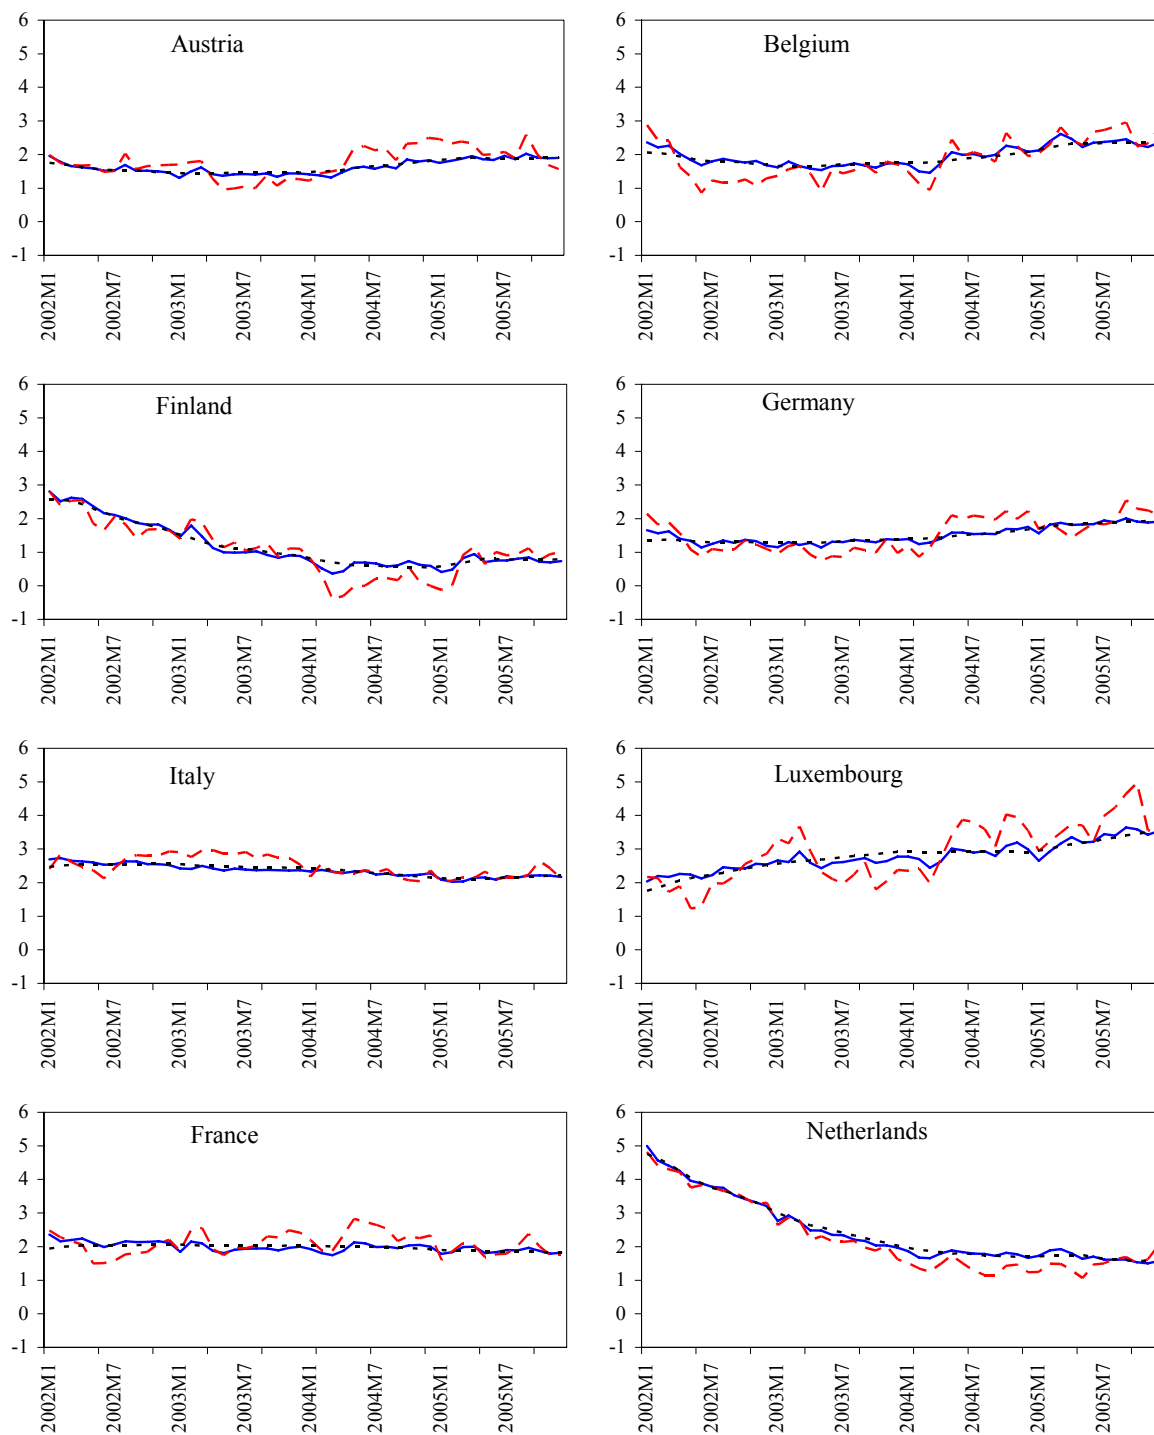 Austria
6
5
4
3
2
1
0
-1
2002M1
2002M7
2003M1
2003M7
2004M1
2004M7
2005M1
2005M7
Belgium
6
5
4
3
2
1
0
-1
2002M1
2002M7
2003M1
2003M7
2004M1
2004M7
2005M1
2005M7
Finland
6
5
4
3
2
1
0
-1
2002M1
2002M7
2003M1
2003M7
2004M1
2004M7
2005M1
2005M7
Germany
6
5
4
3
2
1
0
-1
2002M1
2002M7
2003M1
2003M7
2004M1
2004M7
2005M1
2005M7
Italy
6
5
4
3
2
1
0
-1
2002M1
2002M7
2003M1
2003M7
2004M1
2004M7
2005M1
2005M7
Luxembourg
6
5
4
3
2
1
0
-1
2002M1
2002M7
2003M1
2003M7
2004M1
2004M7
2005M1
2005M7
France
6
5
4
3
2
1
0
-1
2002M1
2002M7
2003M1
2003M7
2004M1
2004M7
2005M1
2005M7
Netherlands
6
5
4
3
2
1
0
-1
2002M1
2002M7
2003M1
2003M7
2004M1
2004M7
2005M1
2005M7